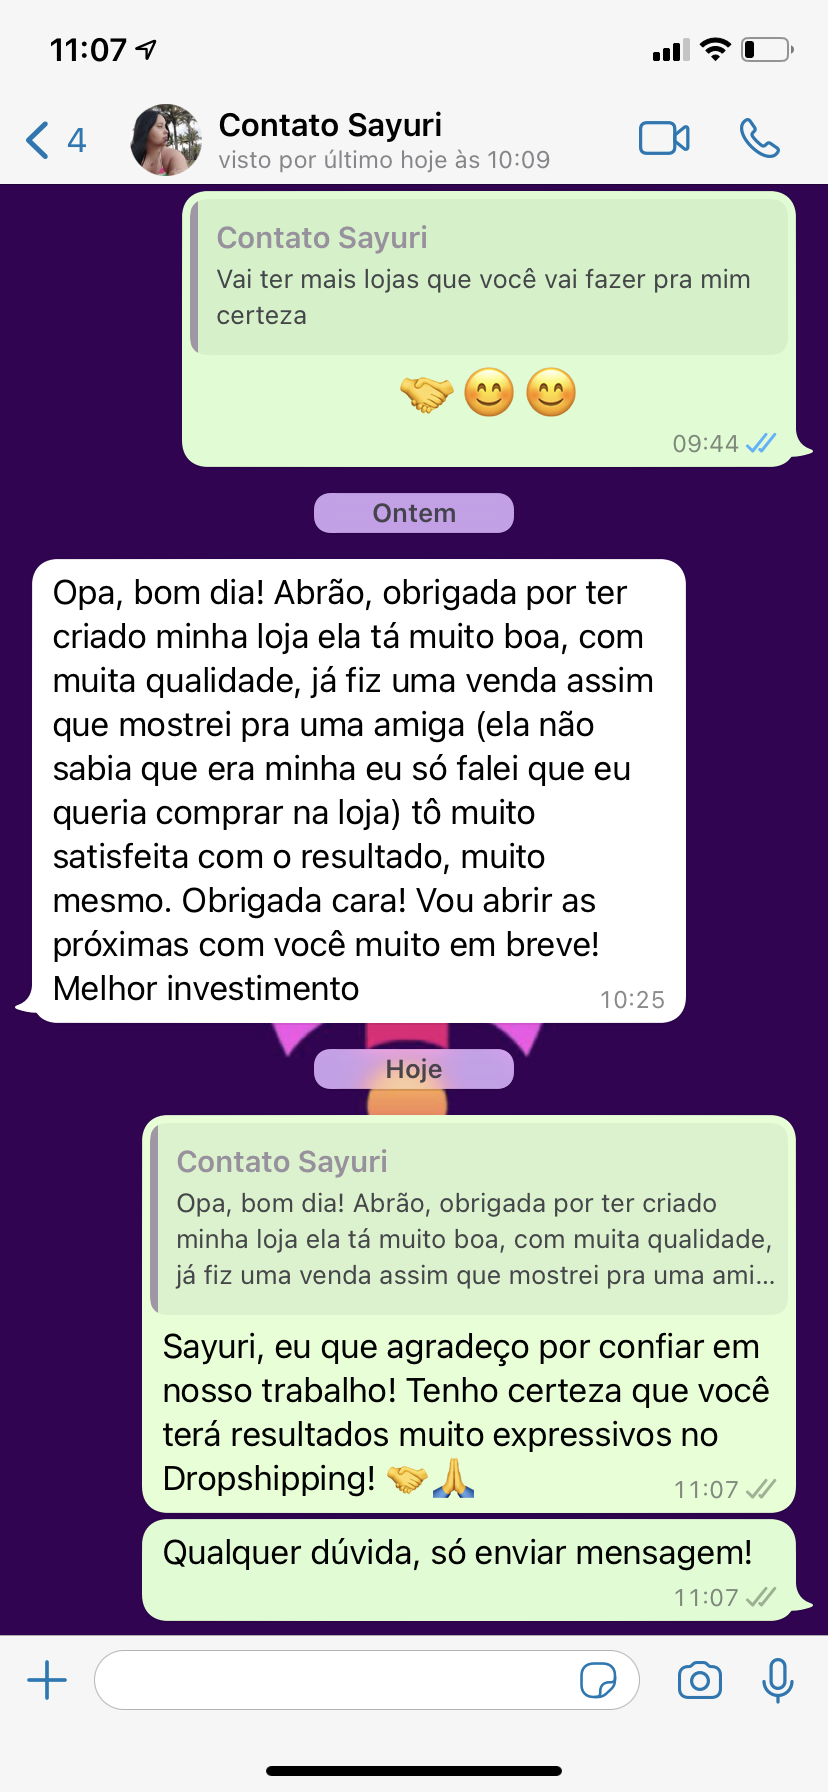 11:07
4
Contato Sayuri
visto por último hoje às 10:09
Contato Sayuri
Vai ter mais lojas que você vai fazer pra mim
certeza
🤝😊😊
09:44
Ontem
Opa, bom dia! Abrão, obrigada por ter
criado minha loja ela tá muito boa, com
muita qualidade, já fiz uma venda assim
que mostrei pra uma amiga (ela não
sabia que era minha eu só falei que eu
queria comprar na loja) tô muito
satisfeita com o resultado, muito
mesmo. Obrigada cara! Vou abrir as
próximas com você muito em breve!
Melhor investimento
10:25
Hoje
Contato Sayuri
Opa, bom dia! Abrão, obrigada por ter criado
minha loja ela tá muito boa, com muita qualidade,
já fiz uma venda assim que mostrei pra uma ami...
Sayuri, eu que agradeço por confiar em
nosso trabalho! Tenho certeza que você
terá resultados muito expressivos no
Dropshipping! 🤝🙏
11:07
Qualquer dúvida, só enviar mensagem!
11:07